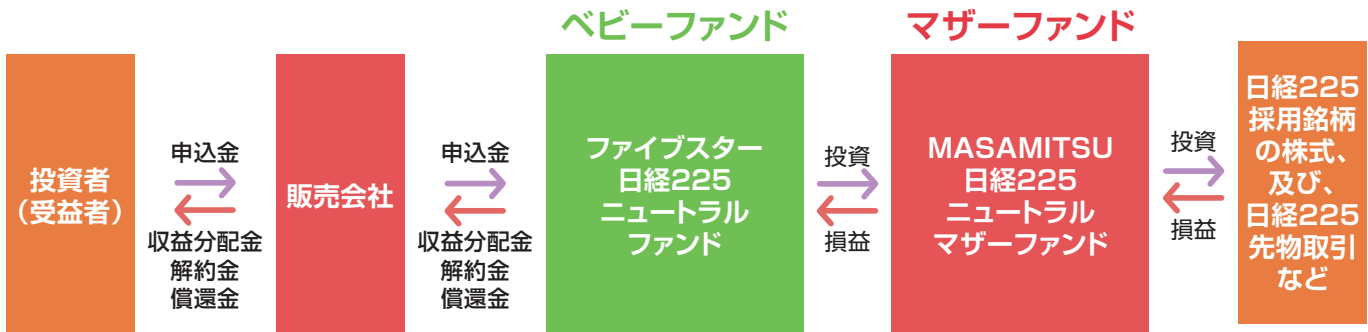 ベビーファンド
マザーファンド
投資者
（受益者）
申込金
収益分配金
解約金
償還金
販売会社
申込金
収益分配金
解約金
償還金
ファイブスター
日経225
ニュートラル
ファンド
投資
損益
MASAMITSU
日経225
ニュートラル
マザーファンド
投資
損益
日経225
採用銘柄
の株式、
及び、
日経225
先物取引
など